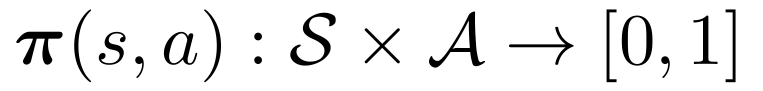 𝝅(s, a) : 𝒮 × 𝒜 → [0, 1]